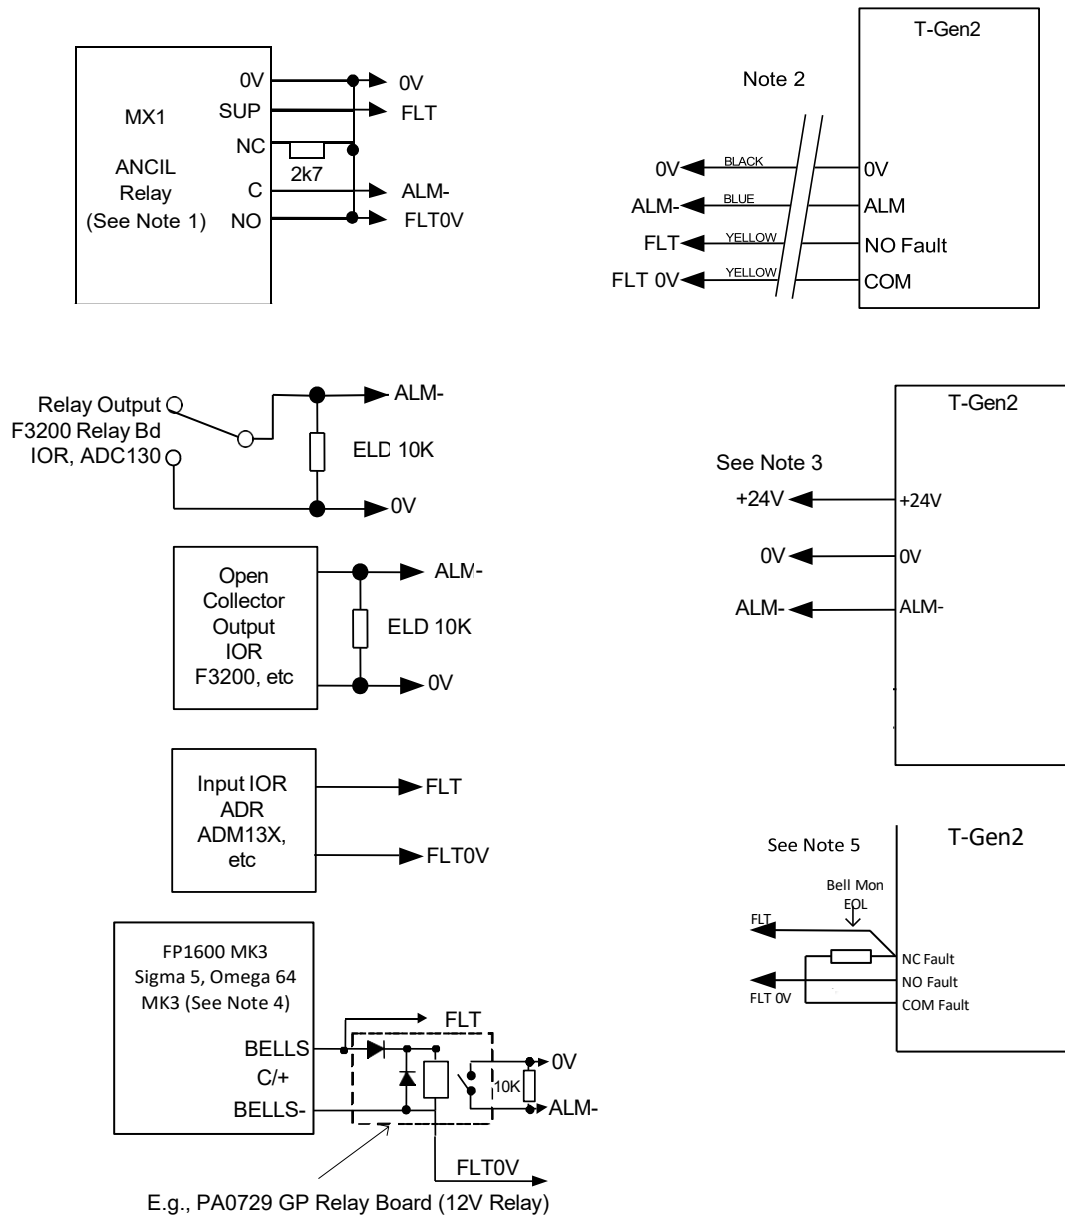 MX1
ANCIL
Relay
(See Note 1)
0V
SUP
NC
C
NO
2k7
0V
FLT
ALM-
FLT0V
T-Gen2
Note 2
0V
BLACK
0V
ALM-
BLUE
ALM
FLT
YELLOW
NO Fault
FLT 0V
YELLOW
COM
Relay Output
F3200 Relay Bd
IOR, ADC130
ALM-
ELD 10K
0V
T-Gen2
See Note 3
+24V
+24V
0V
0V
ALM-
ALM-
Open
Collector
Output
IOR
F3200, etc
ALM-
ELD 10K
0V
Input IOR
ADR
ADM13X,
etc
FLT
FLT0V
T-Gen2
See Note 5
Bell Mon
EOL
FLT
NC Fault
NO Fault
FLT 0V
COM Fault
FP1600 MK3
Sigma 5, Omega 64
MK3 (See Note 4)
BELLS
C/+
BELLS-
FLT
0V
10K
ALM-
FLT0V
E.g., PA0729 GP Relay Board (12V Relay)